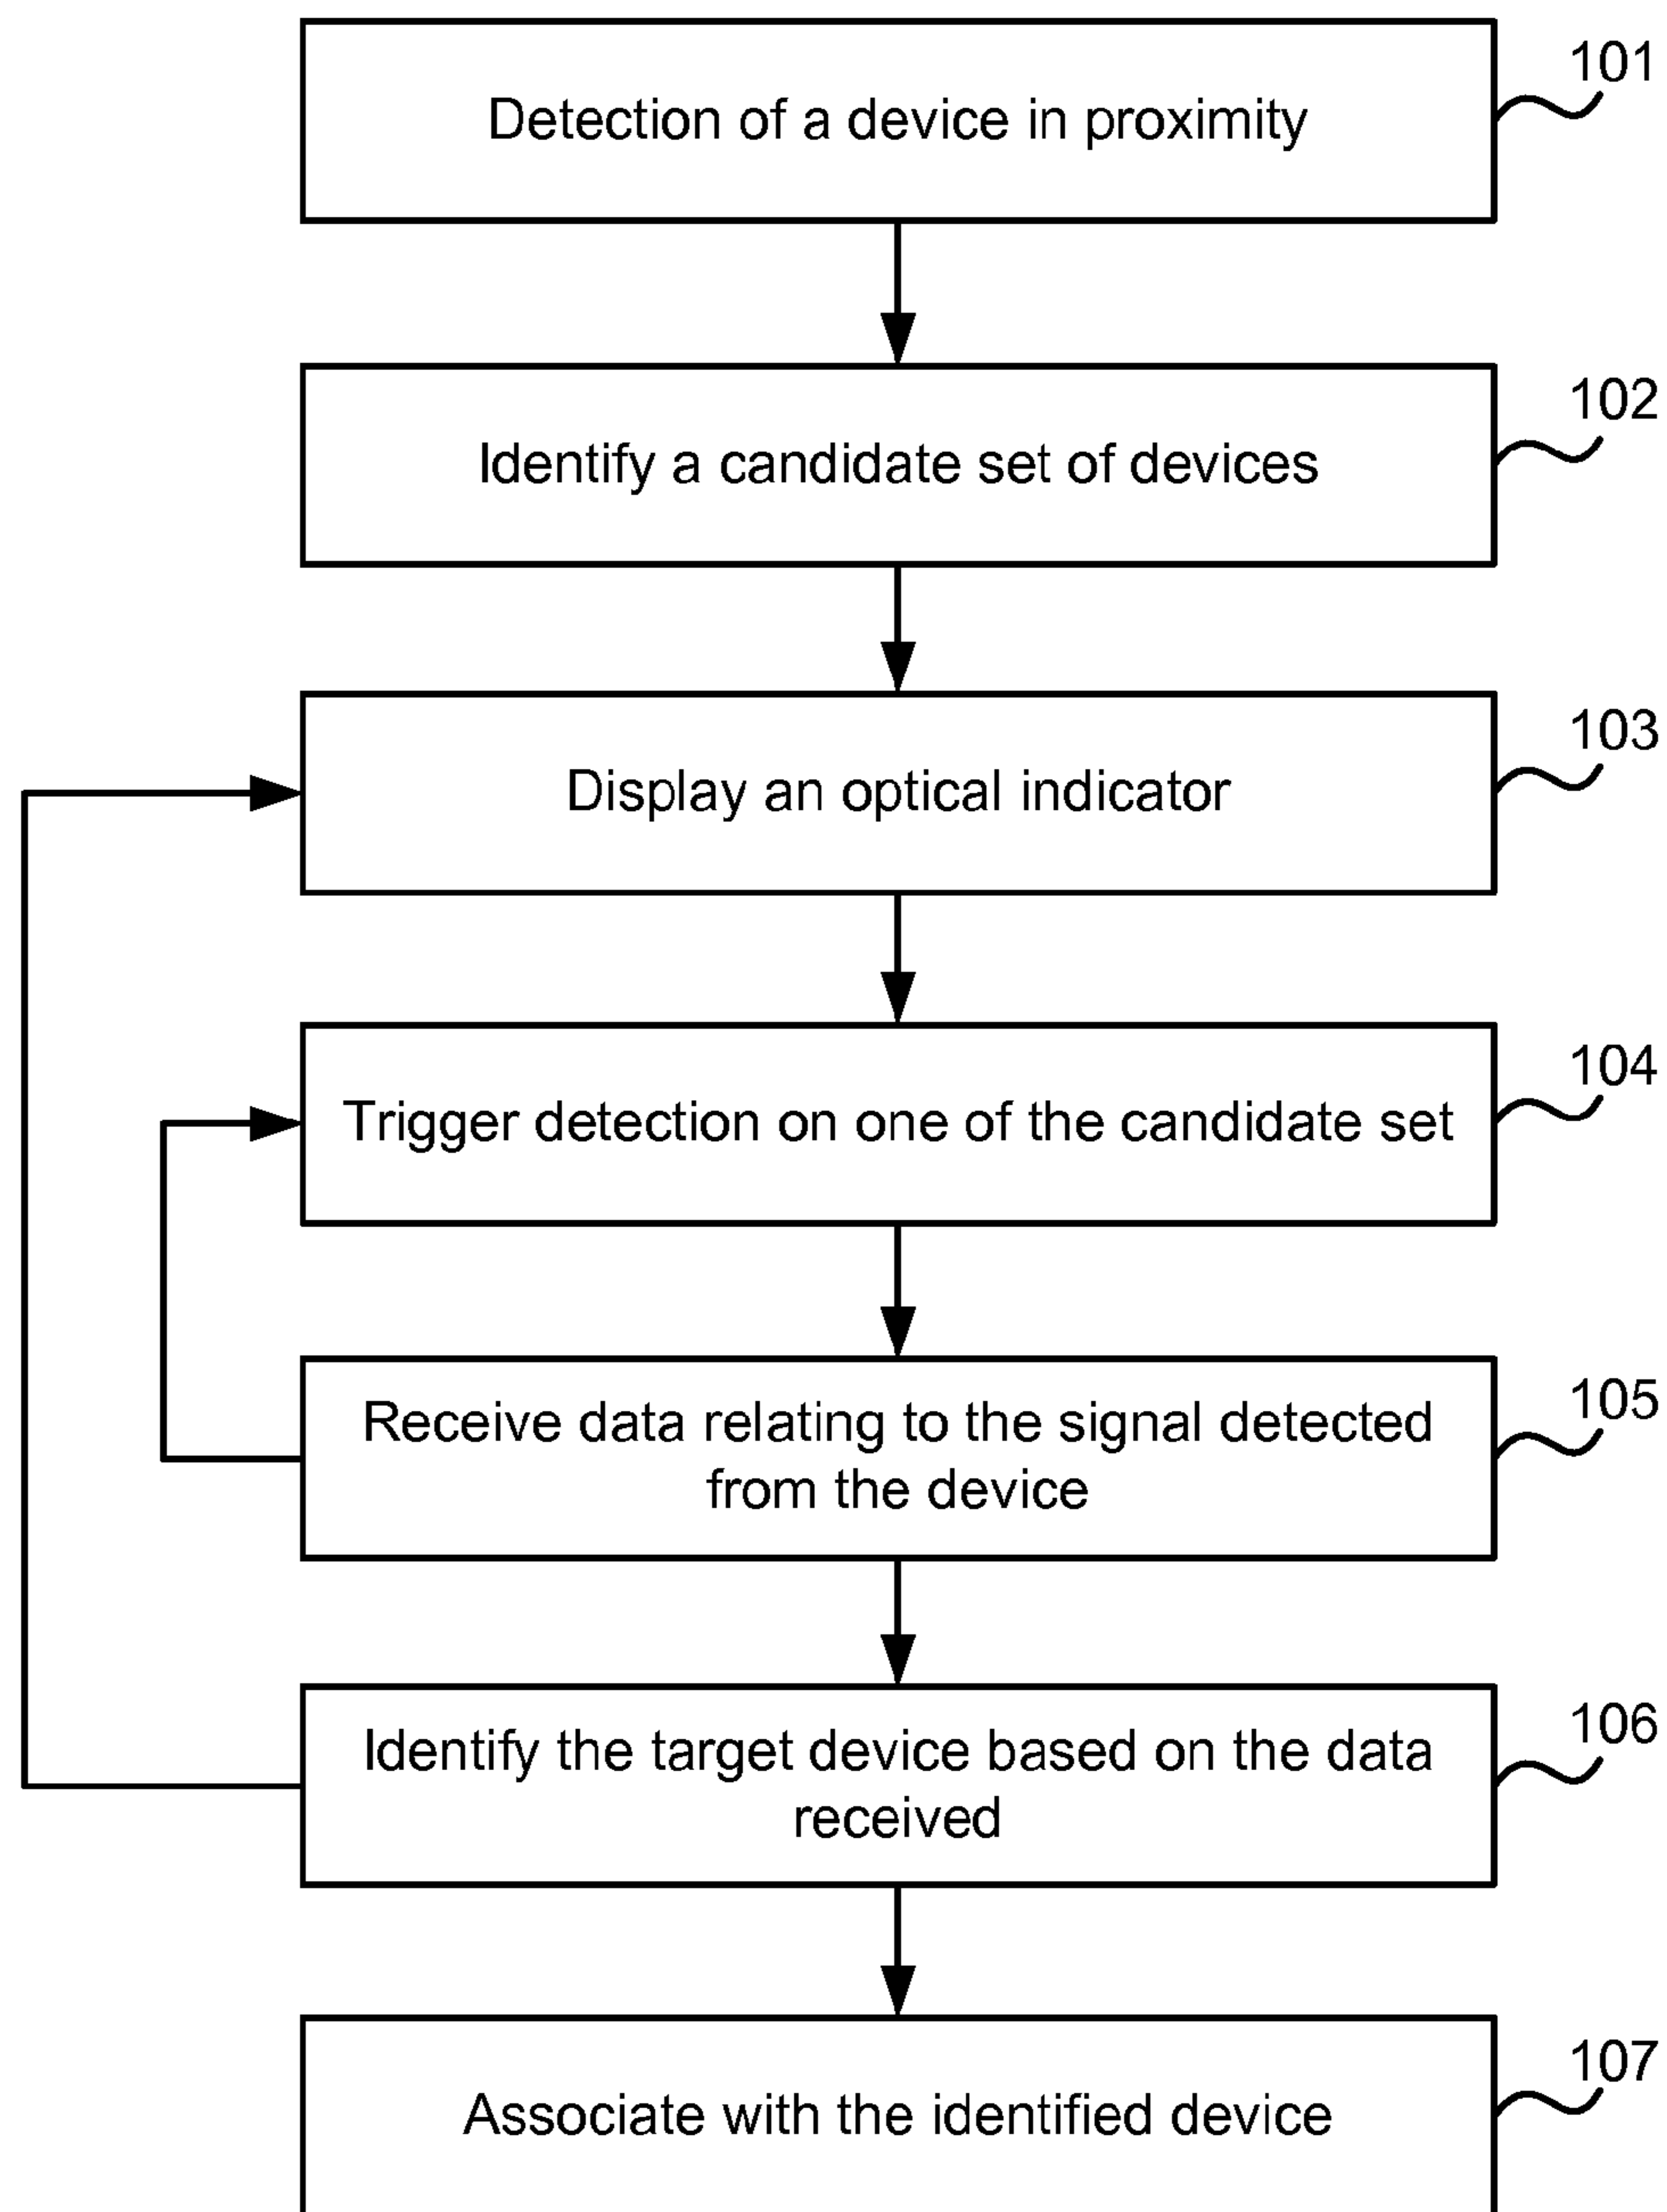 101
Detection of a device in proximity
102
Identify a candidate set of devices
103
Display an optical indicator
104
Trigger detection on one of the candidate set
105
Receive data relating to the signal detected
from the device
106
Identify the target device based on the data
received
107
Associate with the identified device